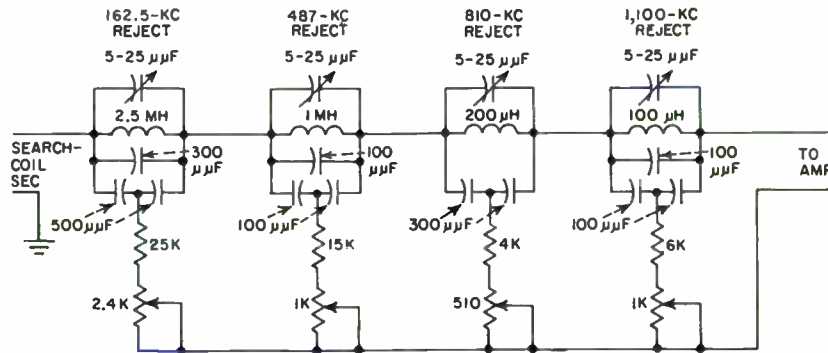 162.5-KC
REJECT
5-25 μμF
2.5 MH
300
μμF
500μμF
25K
2.4K
487-KC
REJECT
5-25 μμF
1 MH
100
μμF
100μμF
15K
1K
810-KC
REJECT
5-25 μμF
200 μH
300μμF
4K
510
1,100-KC
REJECT
5-25 μμF
100 μH
100
μμF
100μμF
6K
1K
SEARCH-
COIL
SEC
TO
AMP